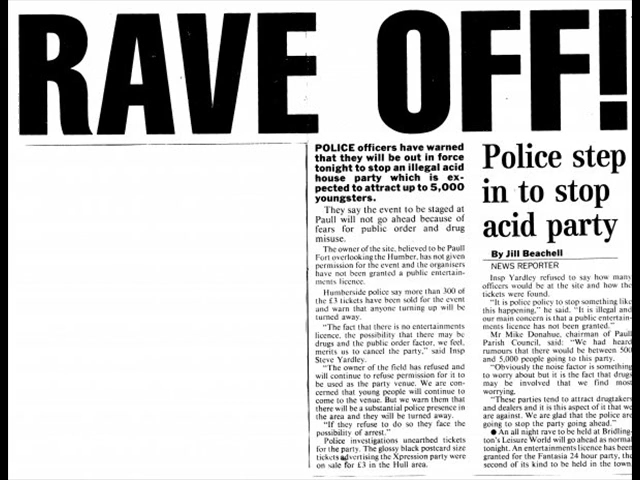 RAVE OFF!
POLICE officers have warned
that they will be out in force
tonight to stop an illegal acid
house party which is ex-
pected to attract up to 5,000
youngsters.
They say the event to be staged at
Paull will not go ahead because of
fears for public order and drug
misuse.
The owner of the site, believed to be Paull
Fort overlooking the Humber, has not given
permission for the event and the organisers
have not been granted a public entertain-
ments licence.
Humberside police say more than 300 of
the £3 tickets have been sold for the event
and warn that anyone turning up will be
turned away.
"The fact that there is no entertainments
licence, the possibility that there may be
drugs and the public order factor, we feel,
merits us to cancel the party," said Insp
Steve Yardley.
"The owner of the field has refused and
will continue to refuse permission for it to
be used as the party venue. We are con-
cerned that young people will continue to
come to the venue. But we warn them that
there will be a substantial police presence in
the area and they will be turned away.
"If they refuse to do so they face the
possibility of arrest."
Police investigations unearthed tickets
for the party. The glossy black postcard size
tickets advertising the Xpression party were
on sale for £3 in the Hull area.
Police step
in to stop
acid party
By Jill Beachell
NEWS REPORTER
Insp Yardley refused to say how many
officers would be at the site and how the
tickets were found.
"It is police policy to stop something like
this happening," he said. "It is illegal and
our main concern is that a public entertain-
ments licence has not been granted."
Mr Mike Donahue, chairman of Paull
Parish Council, said: "We had heard
rumours that there would be between 500
and 5,000 people going to this party.
"Obviously the noise factor is something
to worry about but it is the fact that drugs
may be involved that we find most
worrying.
"These parties tend to attract drugtakers
and dealers and it is this aspect of it that we
are against. We are glad that the police are
going to stop the party going ahead."
● An all night rave to be held at Bridling-
ton's Leisure World will go ahead as normal
tonight. An entertainments licence has been
granted for the Fantasia 24 hour party, the
second of its kind to be held in the town.